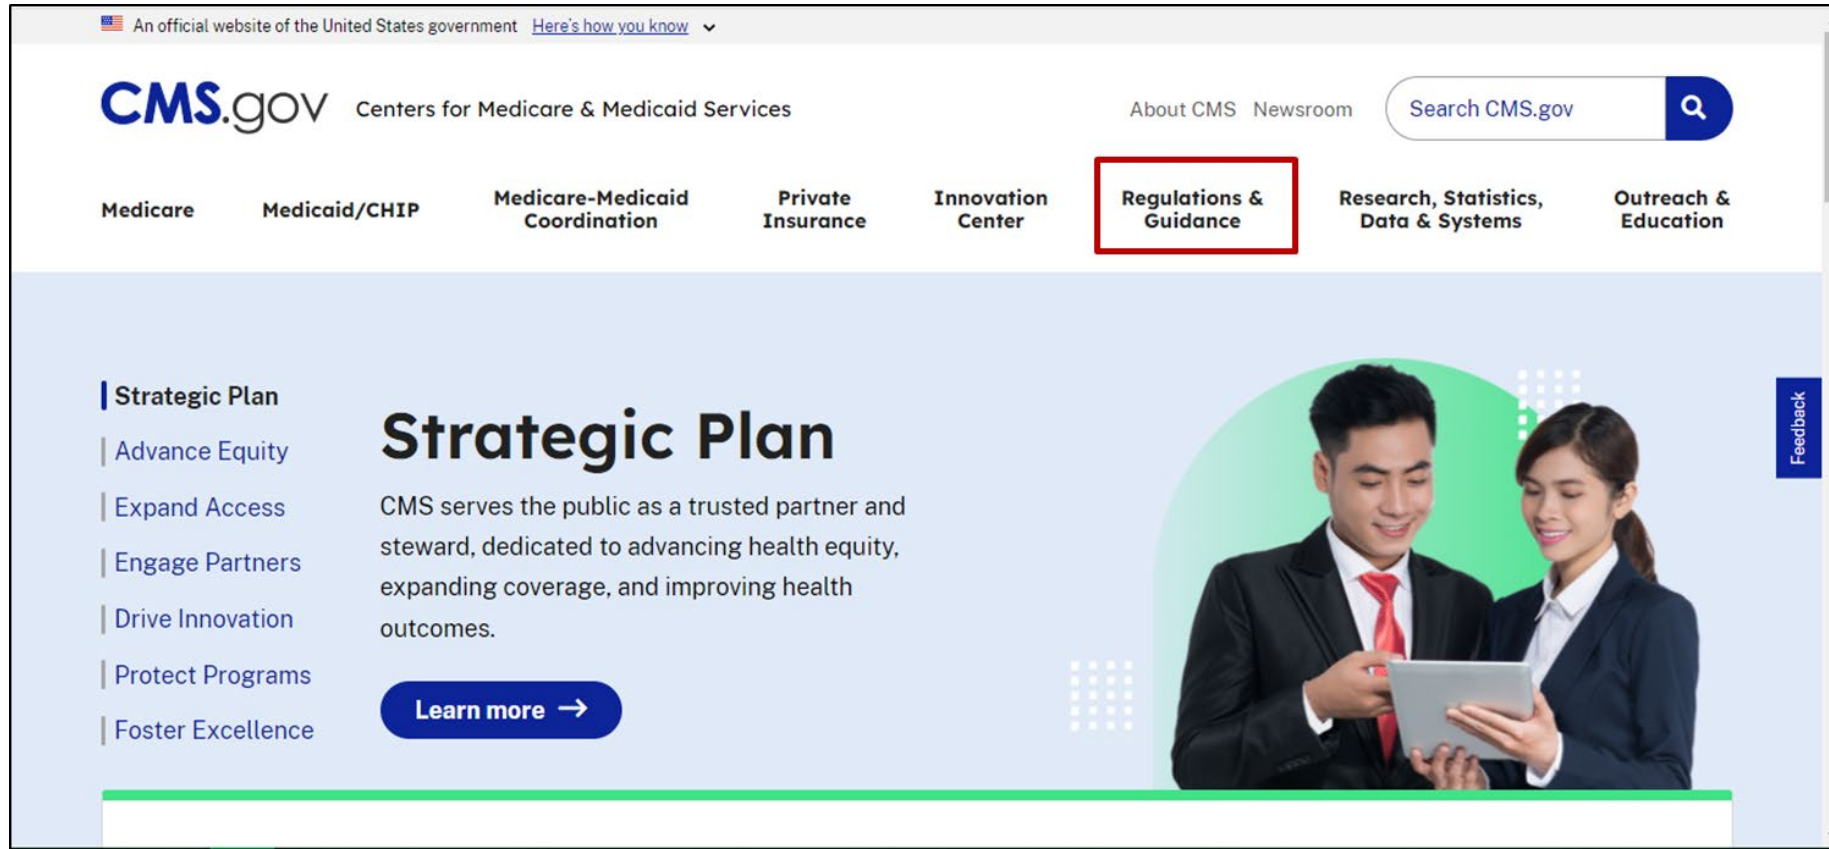 An official website of the United States government Here's how you know
CMS.gov Centers for Medicare & Medicaid Services
About CMS Newsroom Search CMS.gov
Medicare
Medicaid/CHIP
Medicare-Medicaid
Coordination
Private
Insurance
Innovation
Center
Regulations &
Guidance
Research, Statistics,
Data & Systems
Outreach &
Education
Strategic Plan
Advance Equity
Expand Access
Engage Partners
Drive Innovation
Protect Programs
Foster Excellence
Strategic Plan
CMS serves the public as a trusted partner and
steward, dedicated to advancing health equity,
expanding coverage, and improving health
outcomes.
Learn more →
Feedback